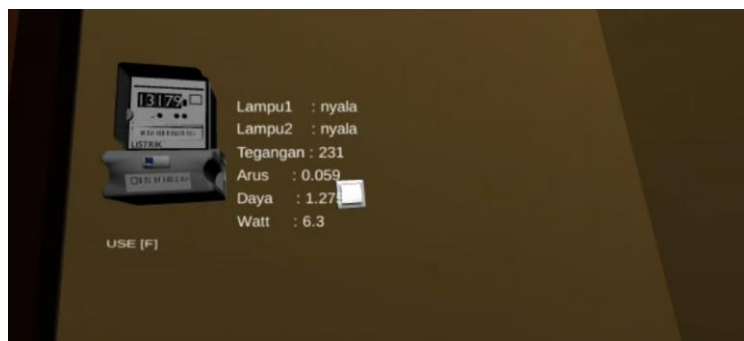 13179
LISTRIK
Lampu1 : nyala
Lampu2 : nyala
Tegangan : 231
Arus : 0.059
Daya : 1.27
Watt : 6.3
USE [F]